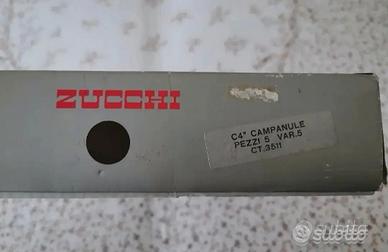 ZUCCHI
C4" CAMPANULE
PEZZI 5 VAR.5
CT.3511
subito